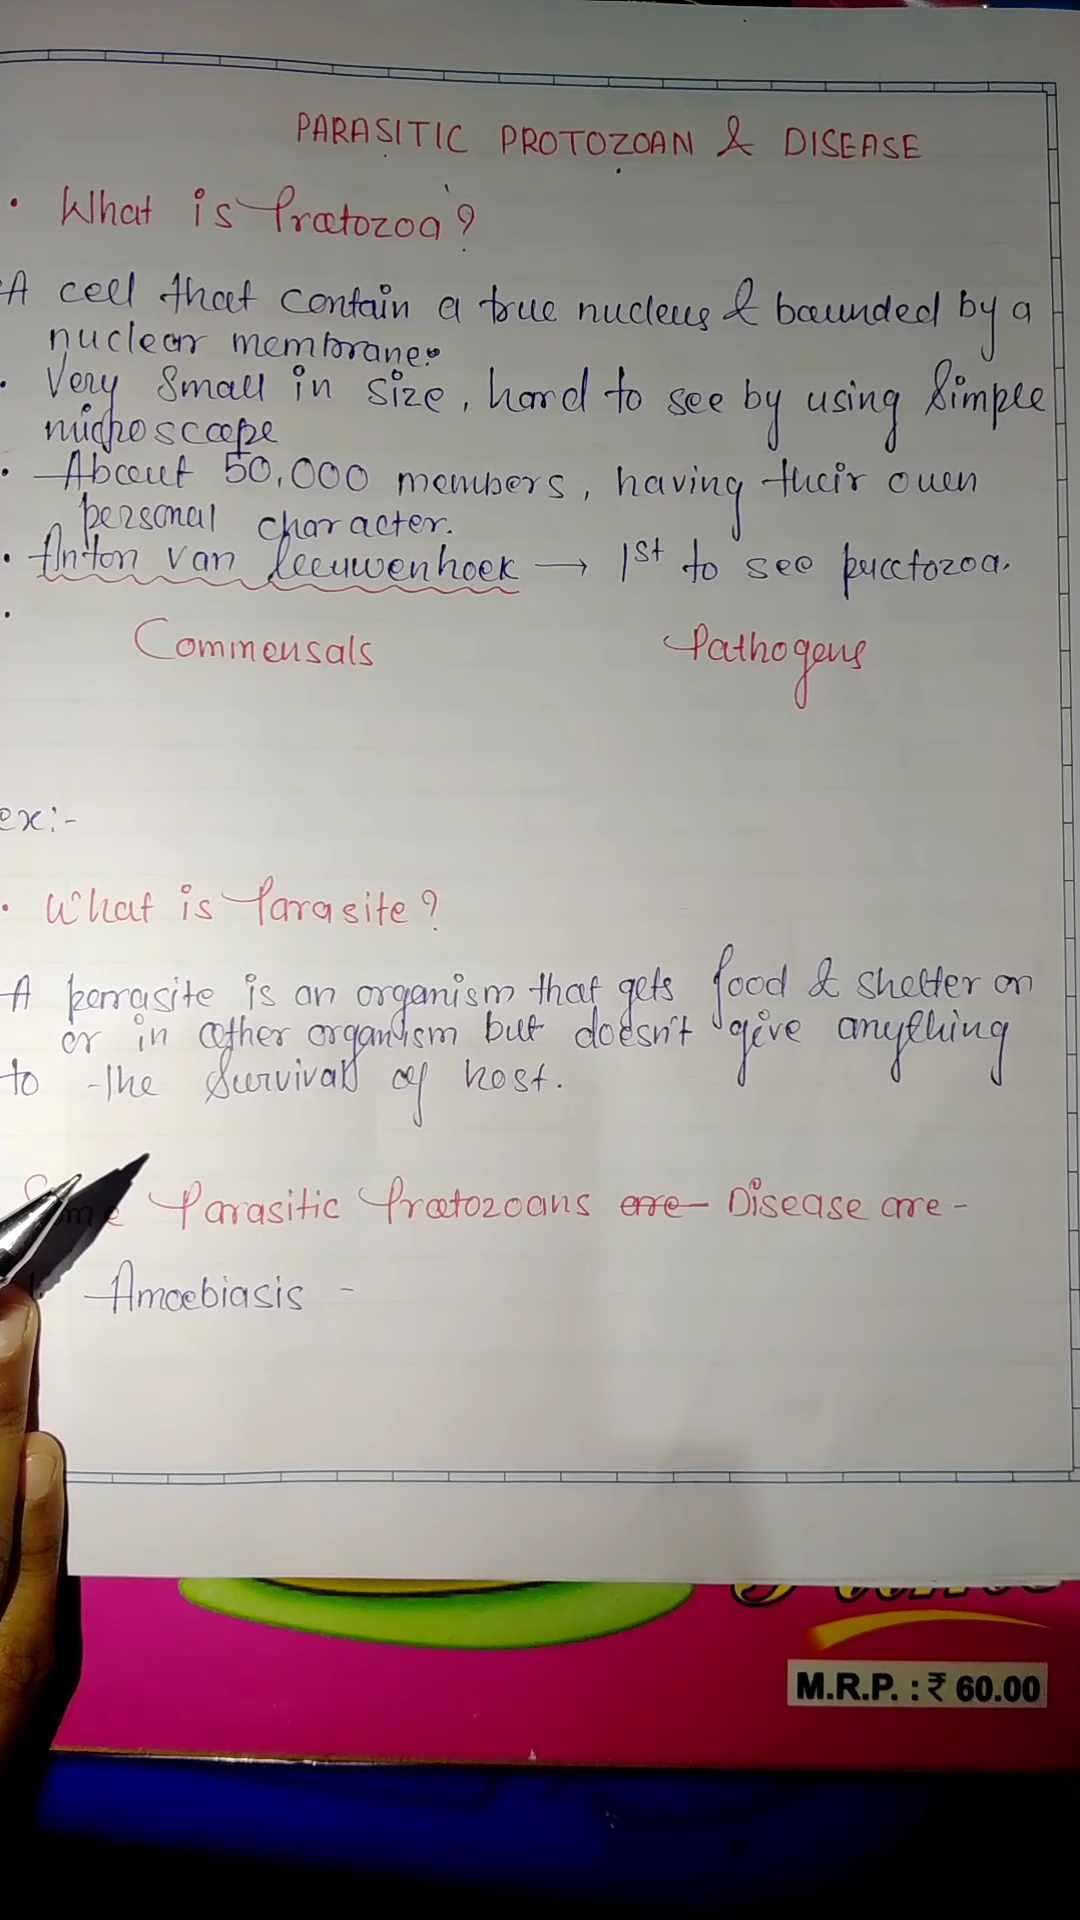 PARASITIC PROTOZOAN & DISEASE
• What is Protozoa?
A cell that contain a true nucleus & bounded by a
nuclear membrane.
• Very Small in size, hard to see by using Simple
microscope
• About 50,000 members, having their own
personal character.
• Anton van leeuwenhoek → 1st to see protozoa.
•
Commensals Pathogens
ex:-
• What is Parasite?
A parasite is an organism that gets food & shelter on
or in other organism but doesn't give anything
to the Survival of host.
Some Parasitic Protozoans are Disease are -
Amoebiasis -
M.R.P. : ₹ 60.00